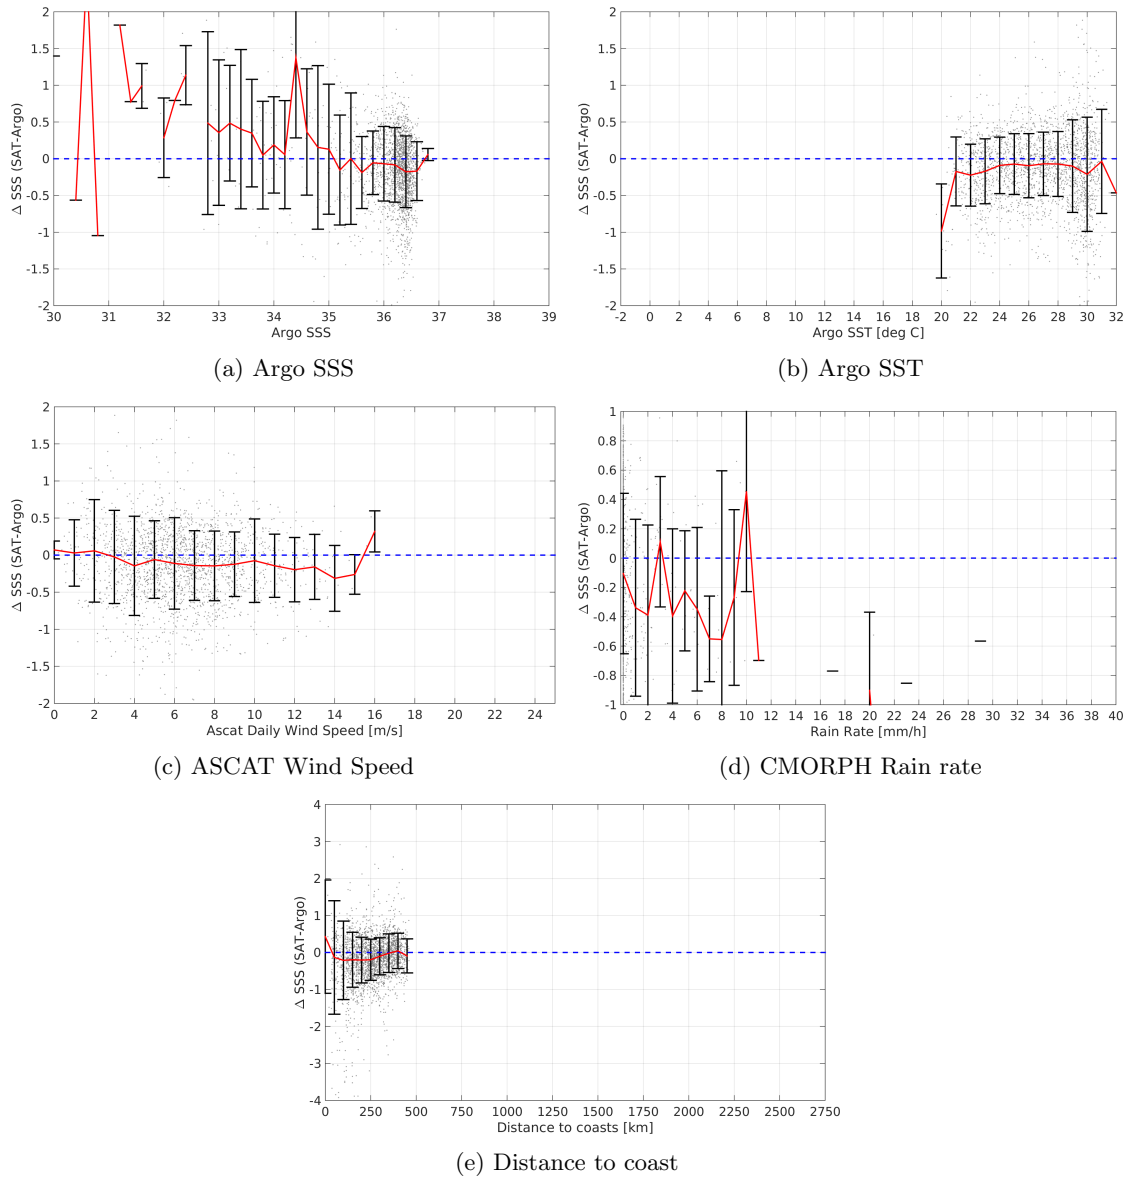 2
1.5
1
0.5
0
-0.5
-1
-1.5
-2
Δ SSS (SAT-Argo)
30 31 32 33 34 35 36 37 38 39
Argo SSS
(a) Argo SSS
2
1.5
1
0.5
0
-0.5
-1
-1.5
-2
Δ SSS (SAT-Argo)
-2 0 2 4 6 8 10 12 14 16 18 20 22 24 26 28 30 32
Argo SST [deg C]
(b) Argo SST
2
1.5
1
0.5
0
-0.5
-1
-1.5
-2
Δ SSS (SAT-Argo)
0 2 4 6 8 10 12 14 16 18 20 22 24
Ascat Daily Wind Speed [m/s]
(c) ASCAT Wind Speed
1
0.8
0.6
0.4
0.2
0
-0.2
-0.4
-0.6
-0.8
-1
Δ SSS (SAT-Argo)
0 2 4 6 8 10 12 14 16 18 20 22 24 26 28 30 32 34 36 38 40
Rain Rate [mm/h]
(d) CMORPH Rain rate
4
3
2
1
0
-1
-2
-3
-4
Δ SSS (SAT-Argo)
0 250 500 750 1000 1250 1500 1750 2000 2250 2500 2750
Distance to coasts [km]
(e) Distance to coast